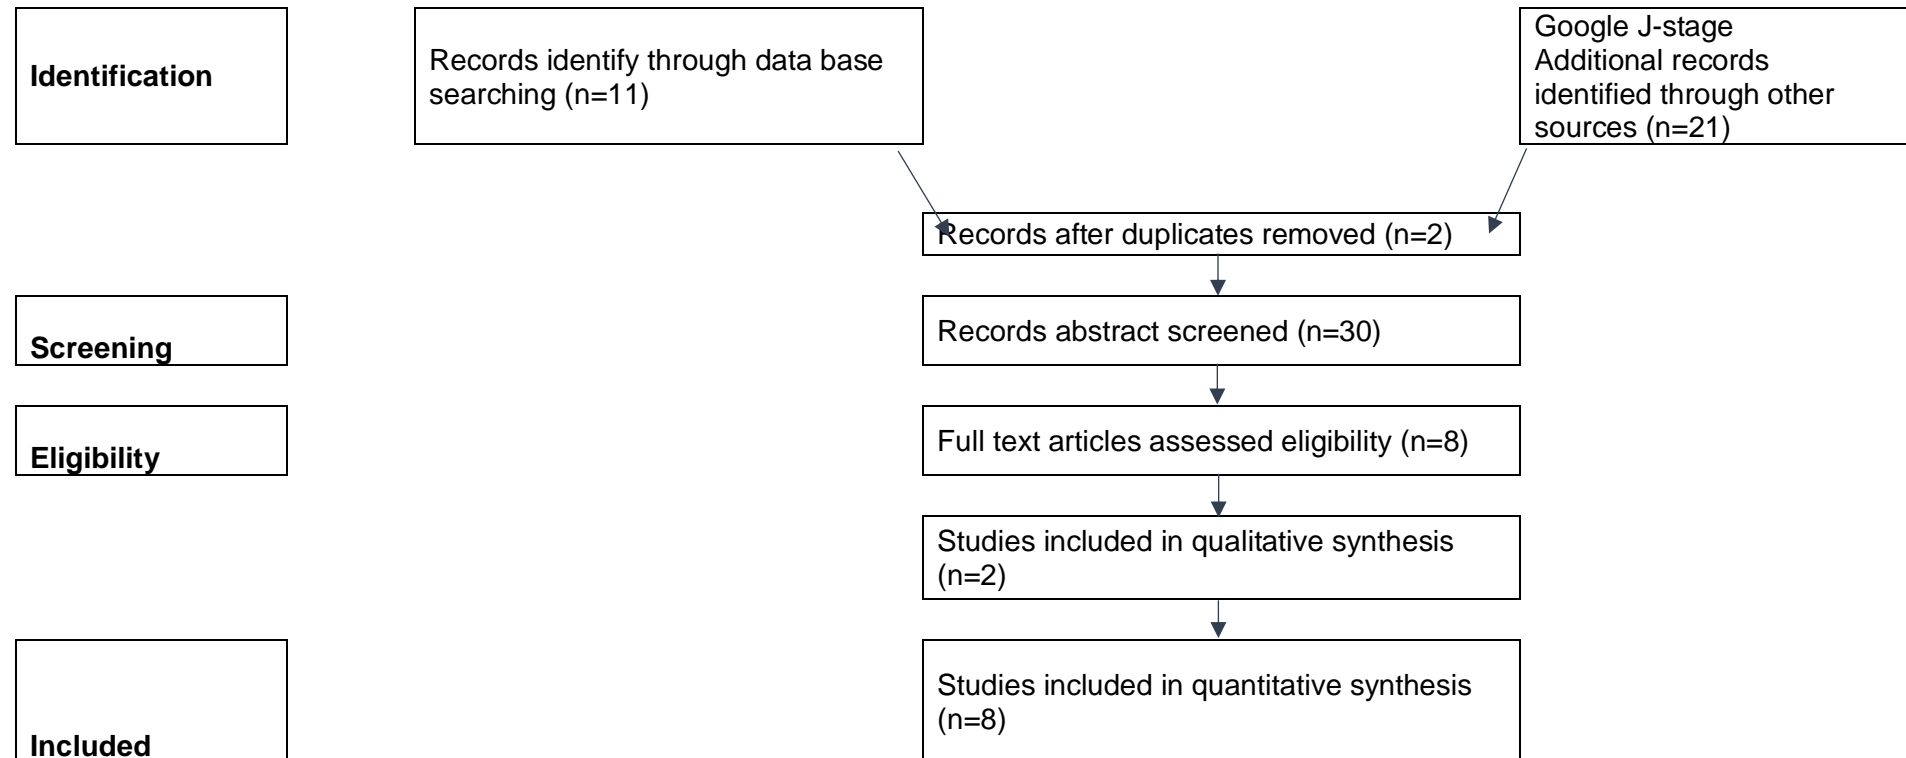 Identification
Records identify through data base
searching (n=11)
Google J-stage
Additional records
identified through other
sources (n=21)
Records after duplicates removed (n=2)
Screening
Records abstract screened (n=30)
Eligibility
Full text articles assessed eligibility (n=8)
Studies included in qualitative synthesis
(n=2)
Included
Studies included in quantitative synthesis
(n=8)